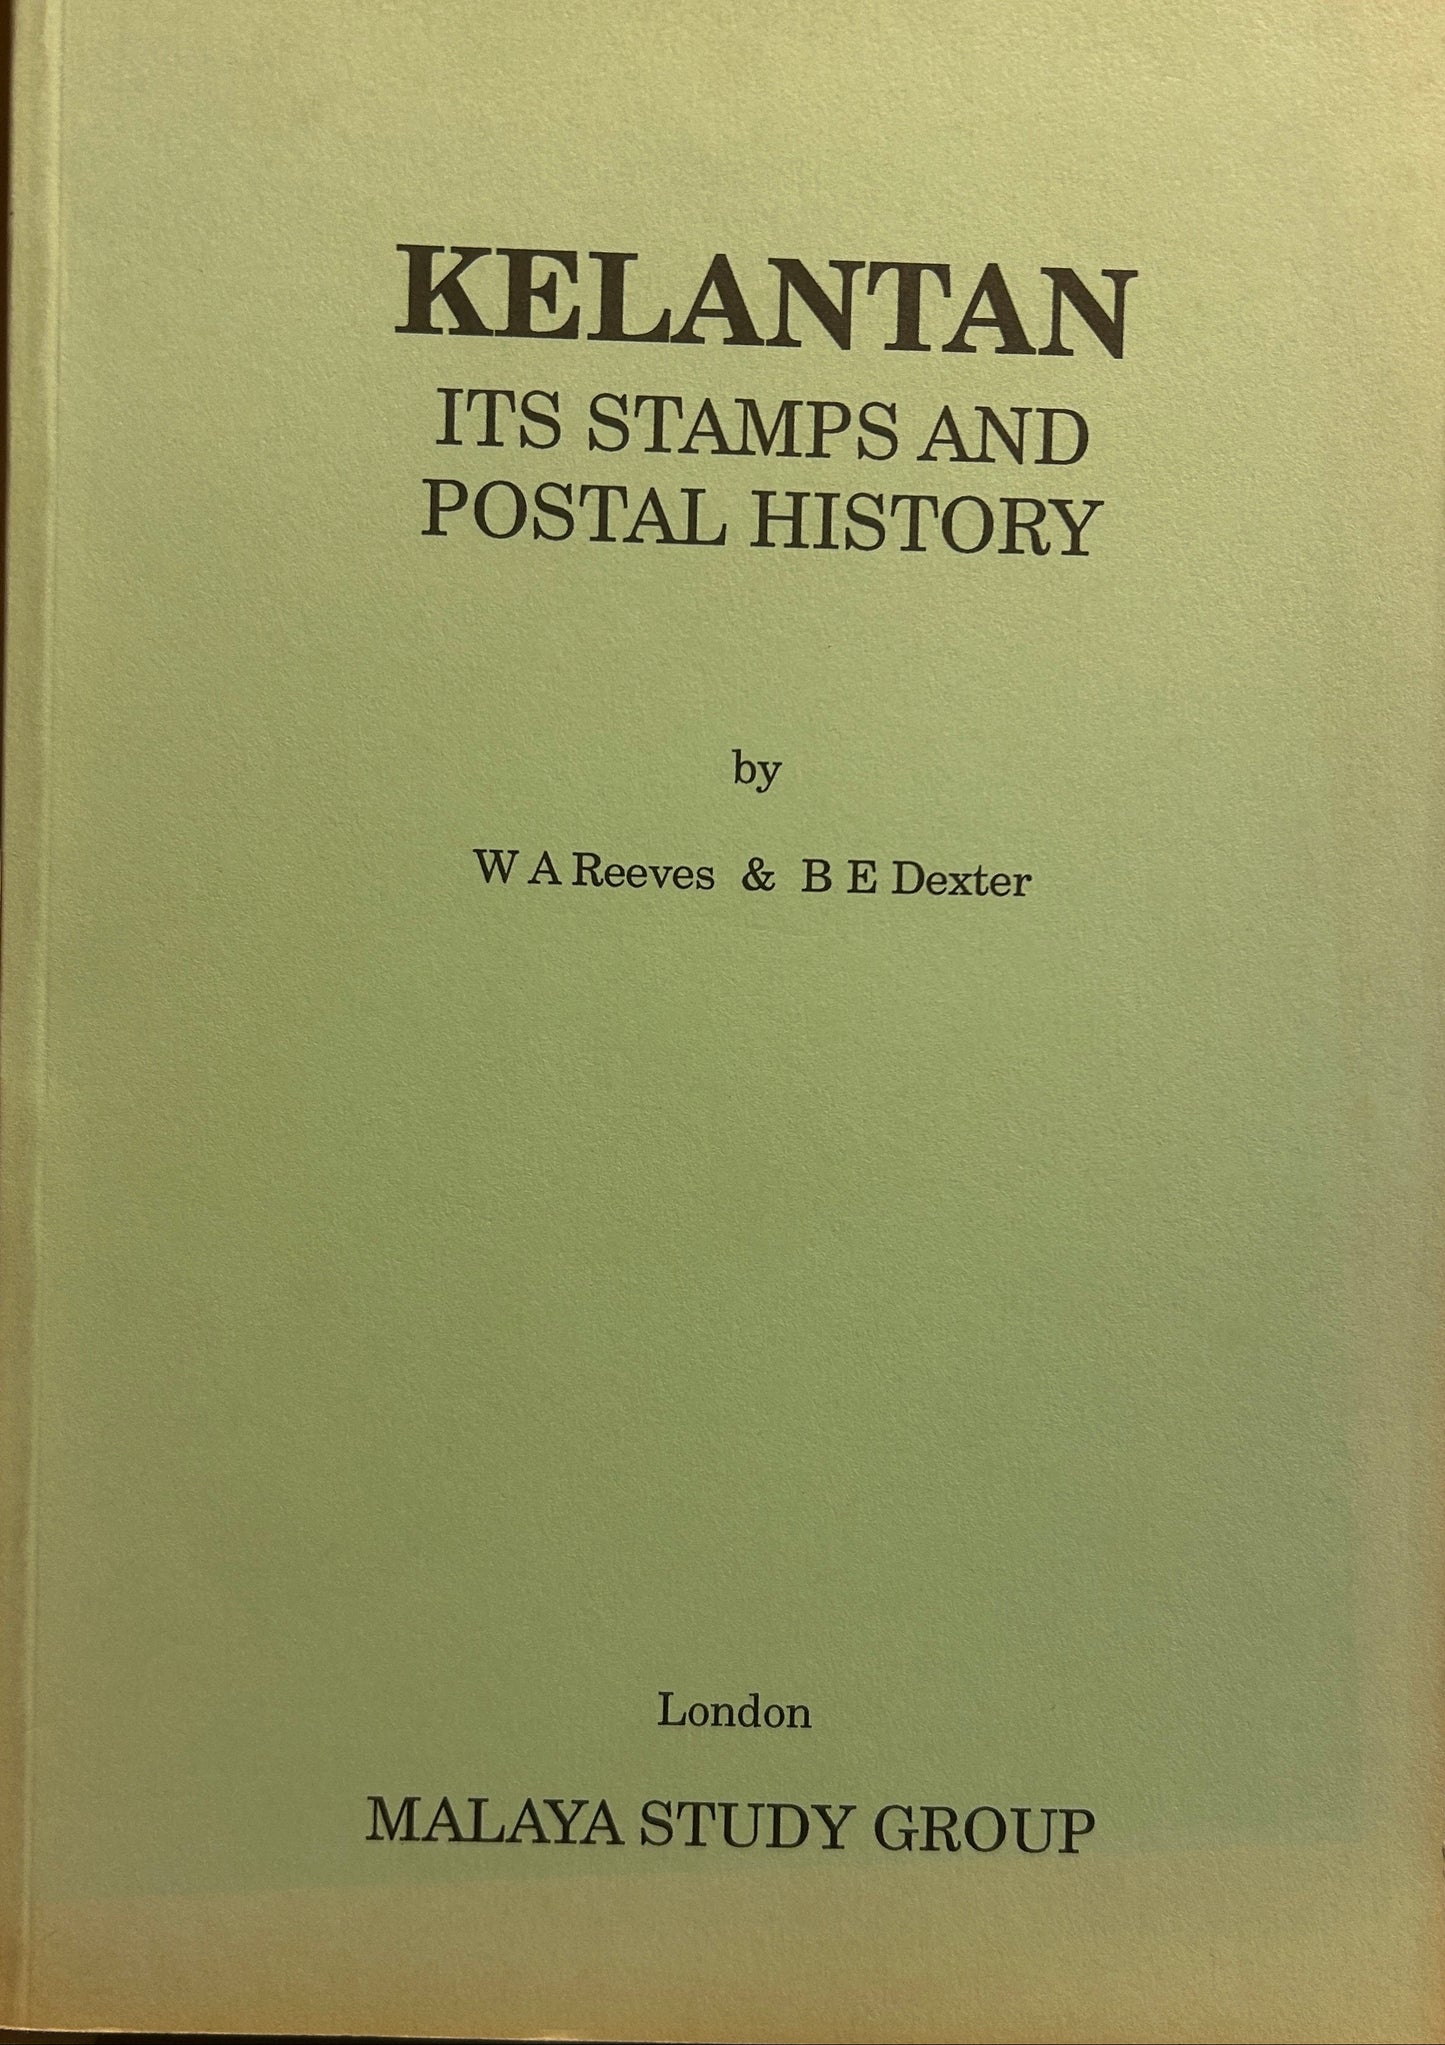 KELANTAN
ITS STAMPS AND
POSTAL HISTORY
by
W A Reeves & B E Dexter
London
MALAYA STUDY GROUP